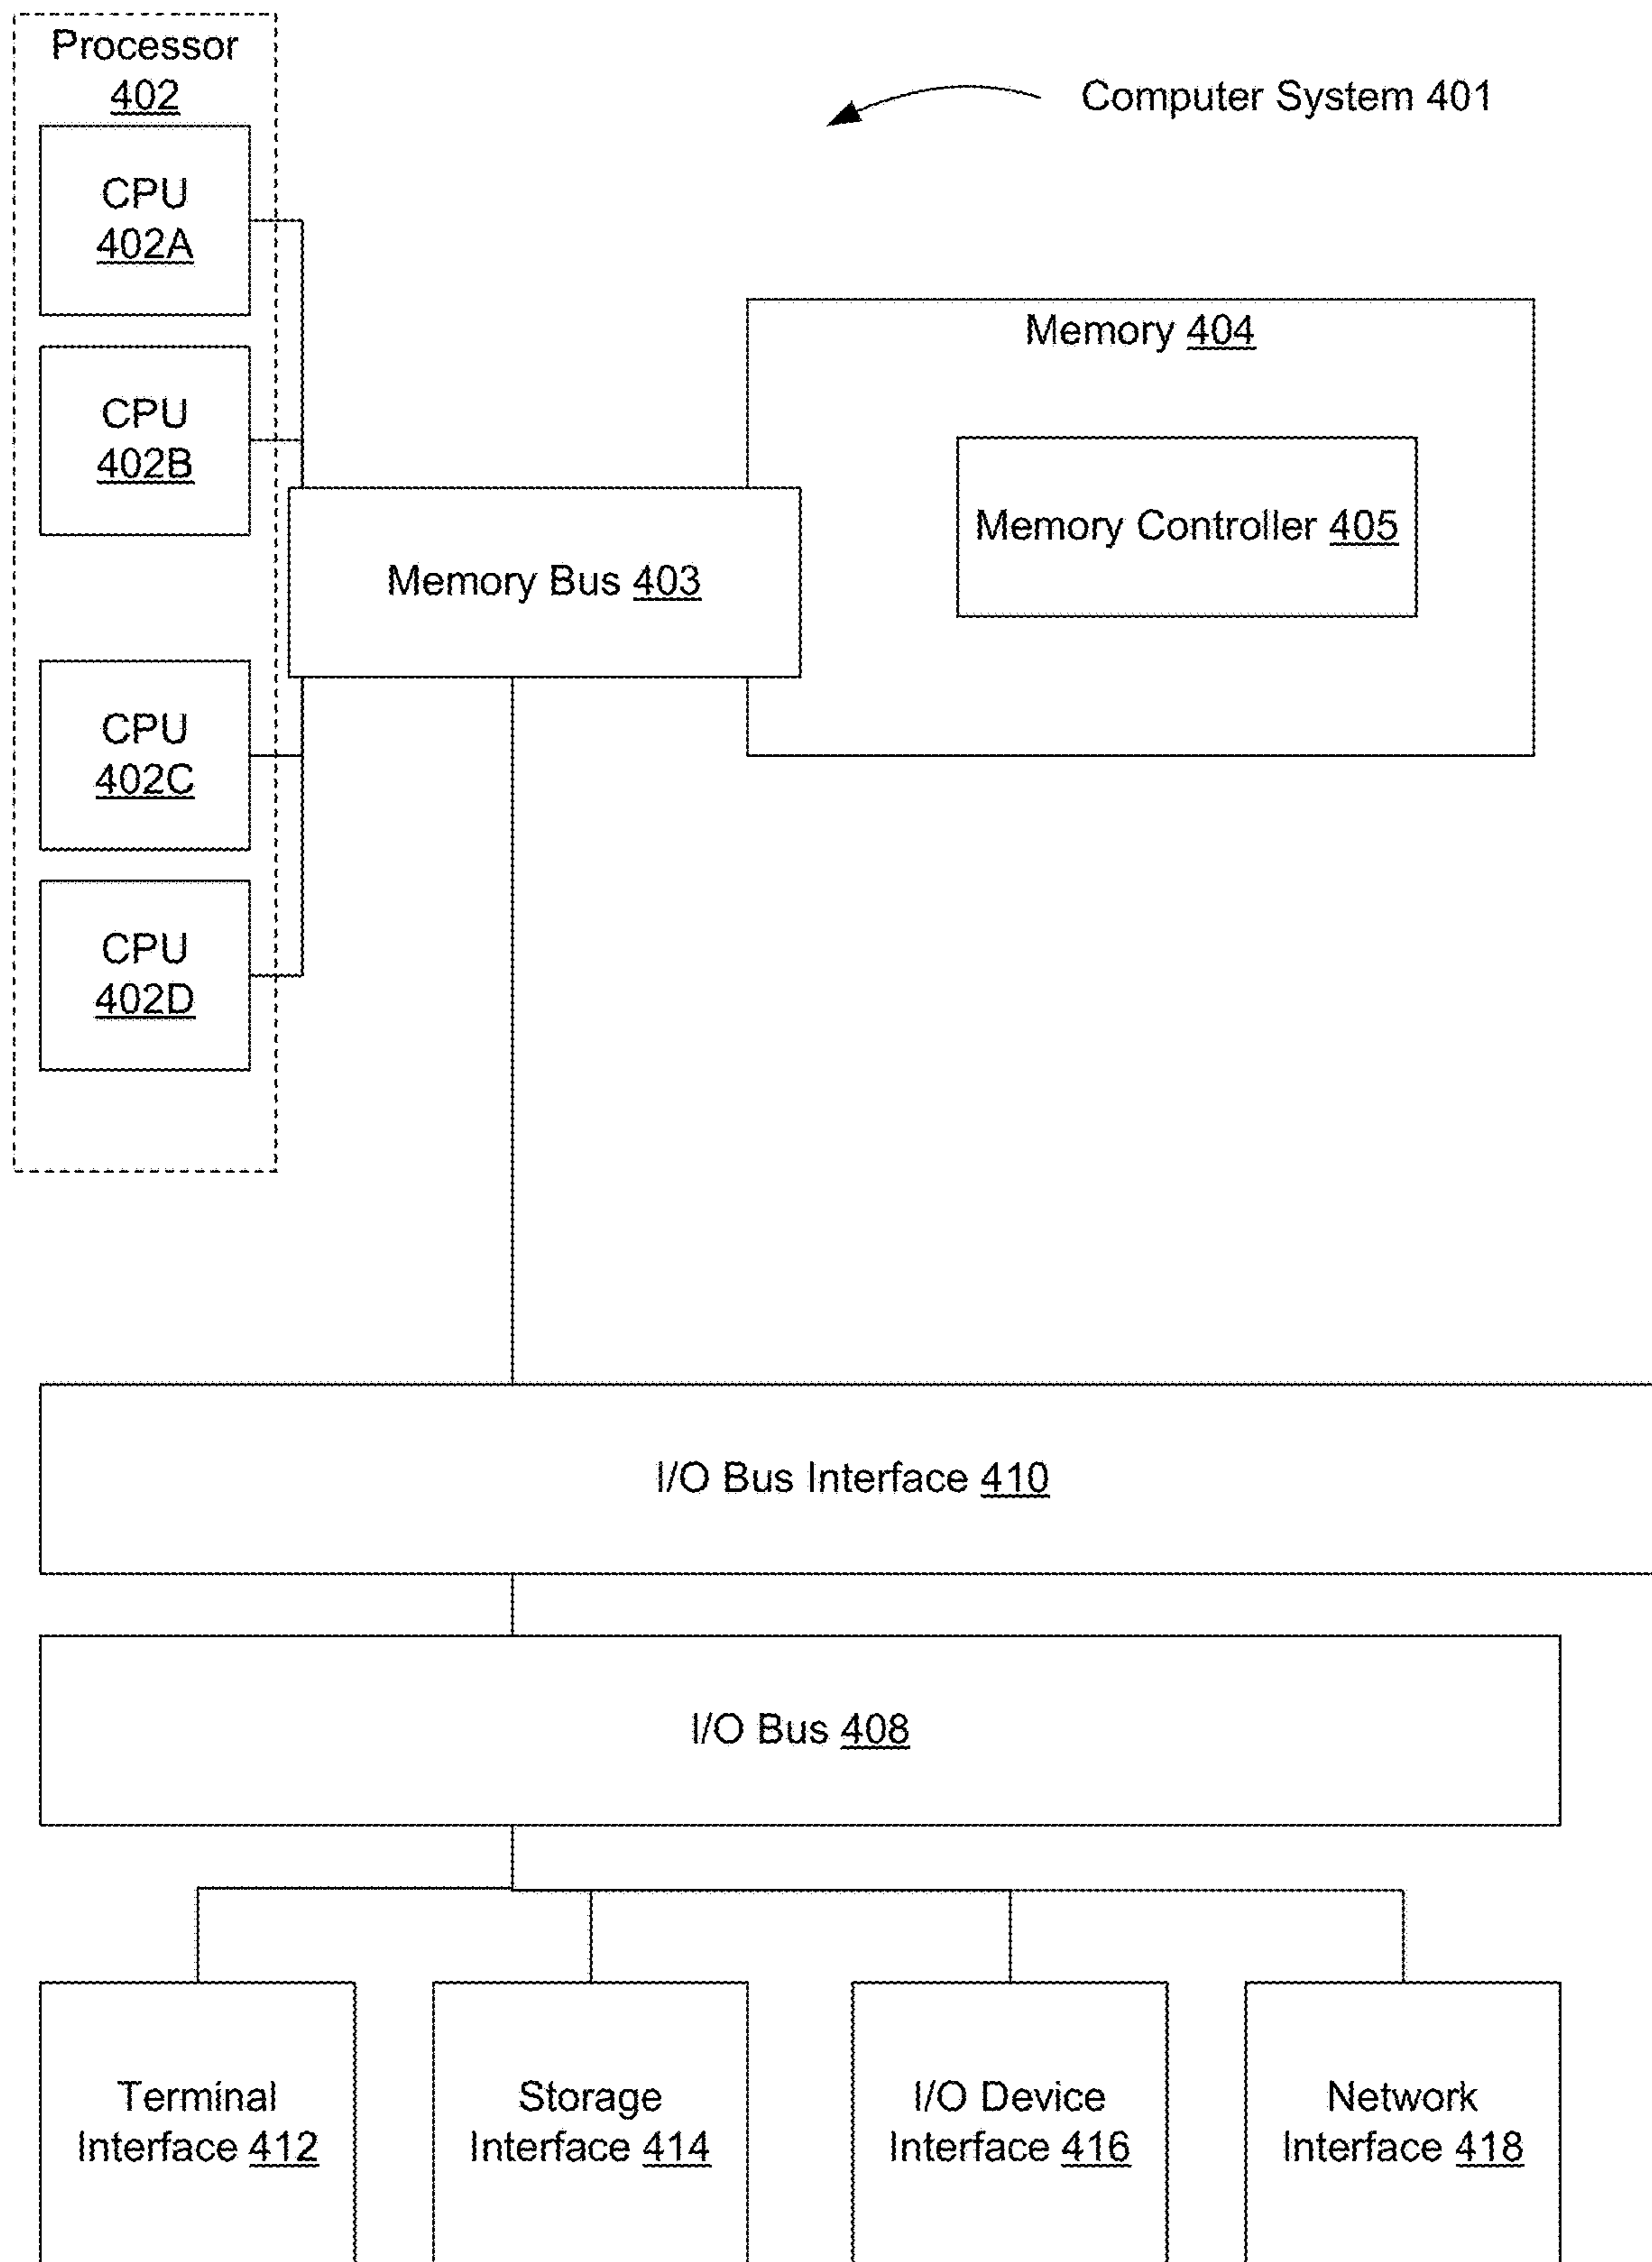 Processor
402
Computer System 401
CPU
402A
Memory 404
CPU
402B
Memory Controller 405
Memory Bus 403
CPU
402C
CPU
402D
I/O Bus Interface 410
I/O Bus 408
Terminal
Interface 412
Storage
Interface 414
I/O Device
Interface 416
Network
Interface 418